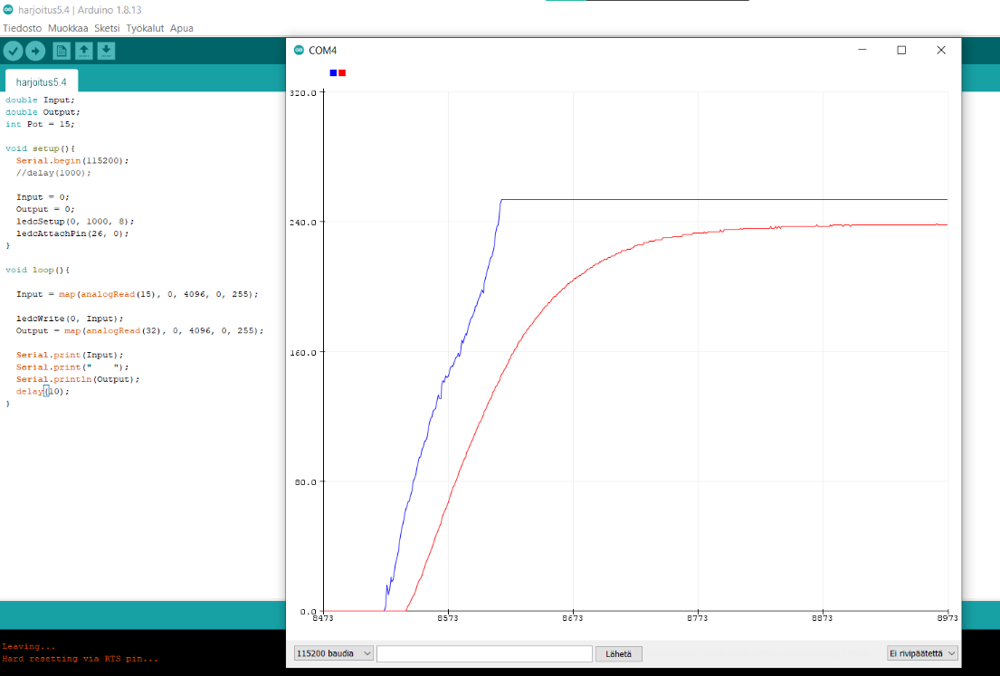 harjoitus5.4 | Arduino 1.8.13
Tiedosto Muokkaa Sketsi Työkalut Apua
harjoitus5.4
double Input;
double Output;
int Pot = 15;
void setup(){
Serial.begin(115200);
//delay(1000);
Input = 0;
Output = 0;
ledcSetup(0, 1000, 8);
ledcAttachPin(26, 0);
}
void loop(){
Input = map(analogRead(15), 0, 4096, 0, 255);
ledcWrite(0, Input);
Output = map(analogRead(32), 0, 4096, 0, 255);
Serial.print(Input);
Serial.print("    ");
Serial.println(Output);
delay(10);
}
Leaving...
Hard resetting via RTS pin...
COM4
320.0
240.0
160.0
80.0
0.0
8473 8573 8673 8773 8873 8973
115200 baudia Lähetä Ei rivipäätettä